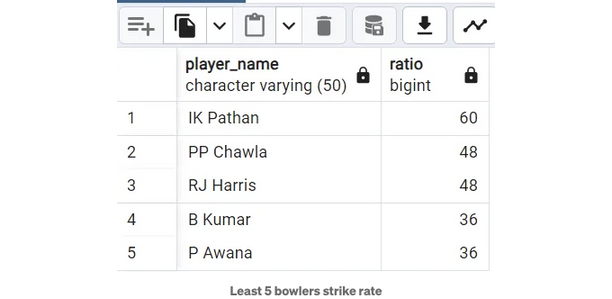 player_name ratio
character varying (50) bigint
1 IK Pathan 60
2 PP Chawla 48
3 RJ Harris 48
4 B Kumar 36
5 P Awana 36
Least 5 bowlers strike rate